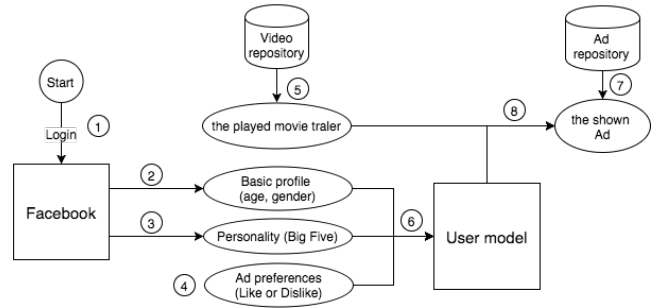 Video
repository
Ad
repository
Start
5
7
1
Login
the played movie traler
8
the shown
Ad
2
Basic profile
(age, gender)
Facebook
3
Personality (Big Five)
6
User model
4
Ad preferences
(Like or Dislike)